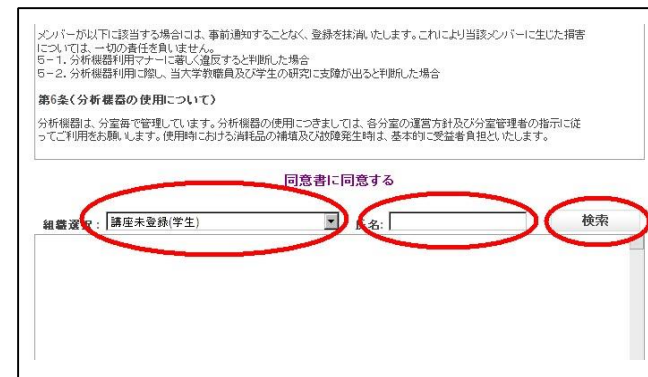 メンバーが以下に該当する場合には、事前通知することなく、登録を抹消いたします。これにより当該メンバーに生じた損害
については、一切の責任を負いません。
5-1. 分析機器利用マナーに著しく違反すると判断した場合
5-2. 分析機器利用に際し、当大学教職員及び学生の研究に支障が出ると判断した場合
第6条(分析機器の使用について)
分析機器は、分室毎で管理しています。分析機器の使用につきましては、各分室の運営方針及び分室管理者の指示に従
ってご利用をお願いします。使用時における消耗品の補填及び故障発生時は、基本的に受益者負担といたします。
同意書に同意する
組織選択: 講座未登録(学生) 氏名: 検索